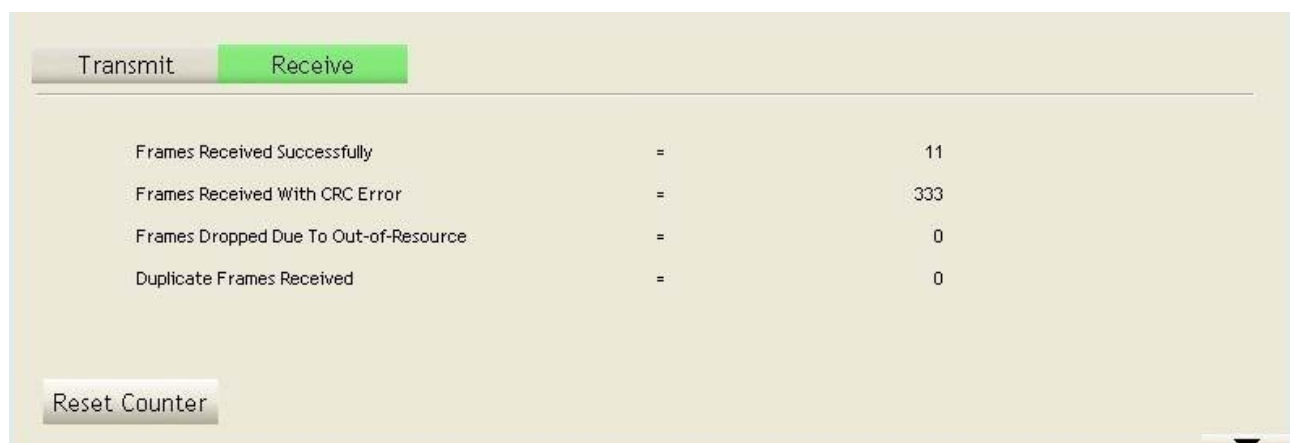 Transmit Receive
Frames Received Successfully = 11
Frames Received With CRC Error = 333
Frames Dropped Due To Out-of-Resource = 0
Duplicate Frames Received = 0
Reset Counter